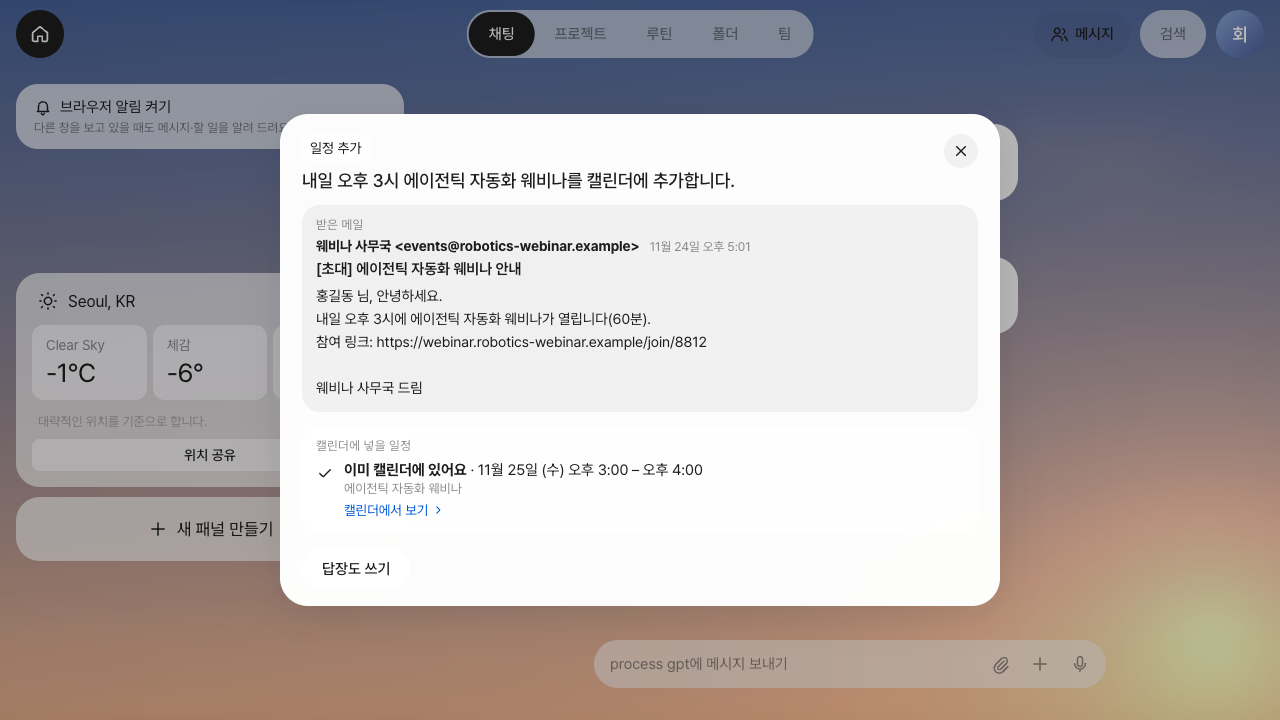 채팅
프로젝트
루틴
폴더
팀
메시지
검색
회
브라우저 알림 켜기
다른 창을 보고 있을 때도 메시지·할 일을 알려 드려요
일정 추가
내일 오후 3시 에이전틱 자동화 웨비나를 캘린더에 추가합니다.
받은 메일
웨비나 사무국 <events@robotics-webinar.example> 11월 24일 오후 5:01
[초대] 에이전틱 자동화 웨비나 안내
홍길동 님, 안녕하세요.
내일 오후 3시에 에이전틱 자동화 웨비나가 열립니다(60분).
참여 링크: https://webinar.robotics-webinar.example/join/8812
웨비나 사무국 드림
캘린더에 넣을 일정
이미 캘린더에 있어요 · 11월 25일 (수) 오후 3:00 – 오후 4:00
에이전틱 자동화 웨비나
캘린더에서 보기
답장도 쓰기
Seoul, KR
Clear Sky
-1°C
체감
-6°
대략적인 위치를 기준으로 합니다.
위치 공유
새 패널 만들기
process gpt에 메시지 보내기